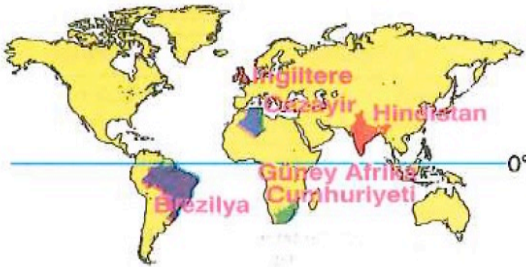 İngiltere
Cezayir
Hindistan
0°
Güney Afrika
Cumhuriyeti
Brezilya